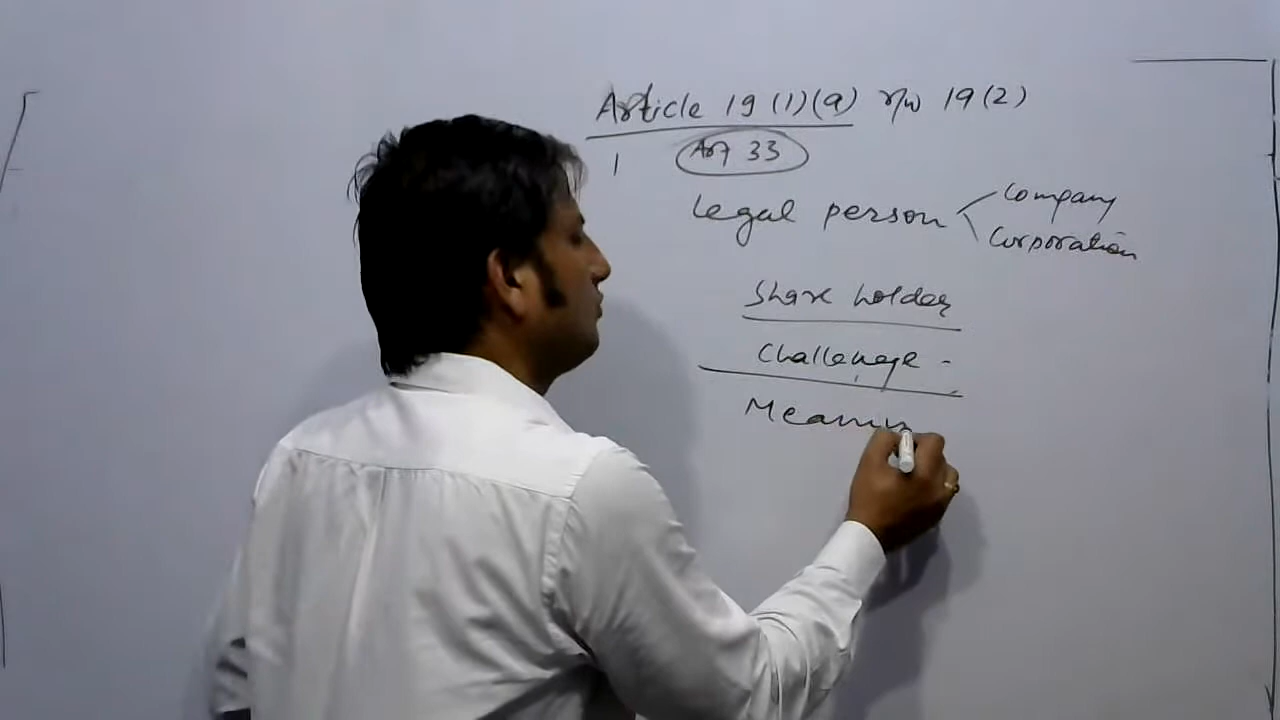 Article 19 (1)(a) r/w 19 (2)
1 Art 33
Legal person Company
Corporation
Share holder
Challenge -
Meanin